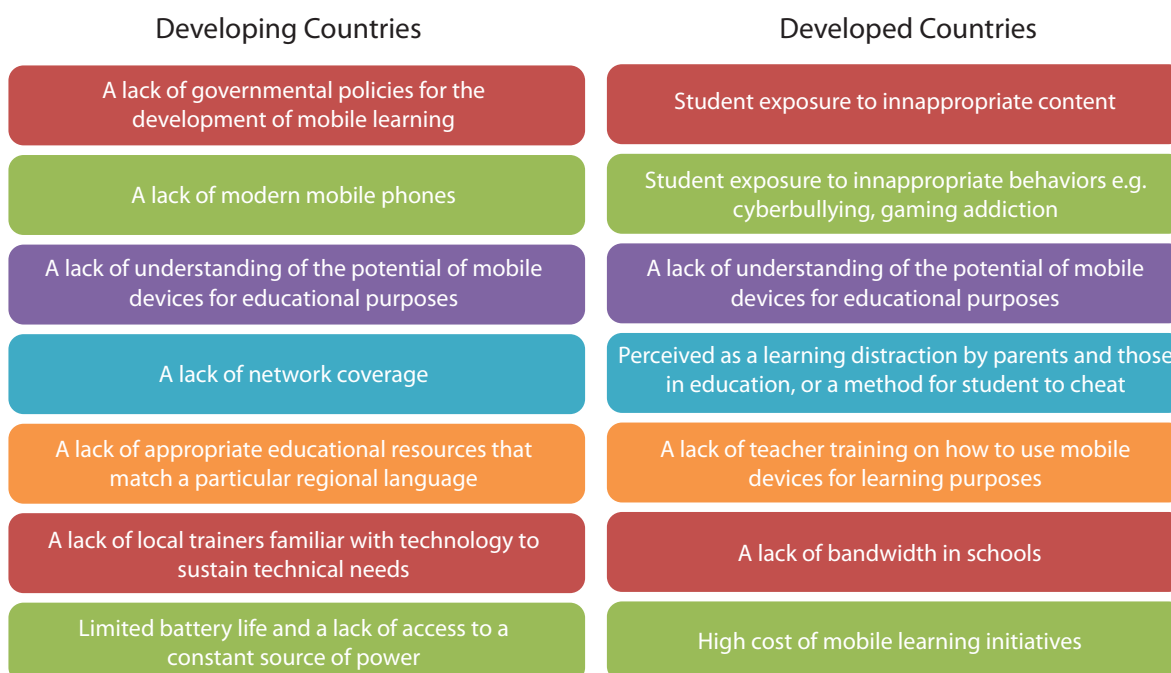 Developing Countries
A lack of governmental policies for the
development of mobile learning
A lack of modern mobile phones
A lack of understanding of the potential of mobile
devices for educational purposes
A lack of network coverage
A lack of appropriate educational resources that
match a particular regional language
A lack of local trainers familiar with technology to
sustain technical needs
Limited battery life and a lack of access to a
constant source of power
Developed Countries
Student exposure to innappropriate content
Student exposure to innappropriate behaviors e.g.
cyberbullying, gaming addiction
A lack of understanding of the potential of mobile
devices for educational purposes
Perceived as a learning distraction by parents and those
in education, or a method for student to cheat
A lack of teacher training on how to use mobile
devices for learning purposes
A lack of bandwidth in schools
High cost of mobile learning initiatives